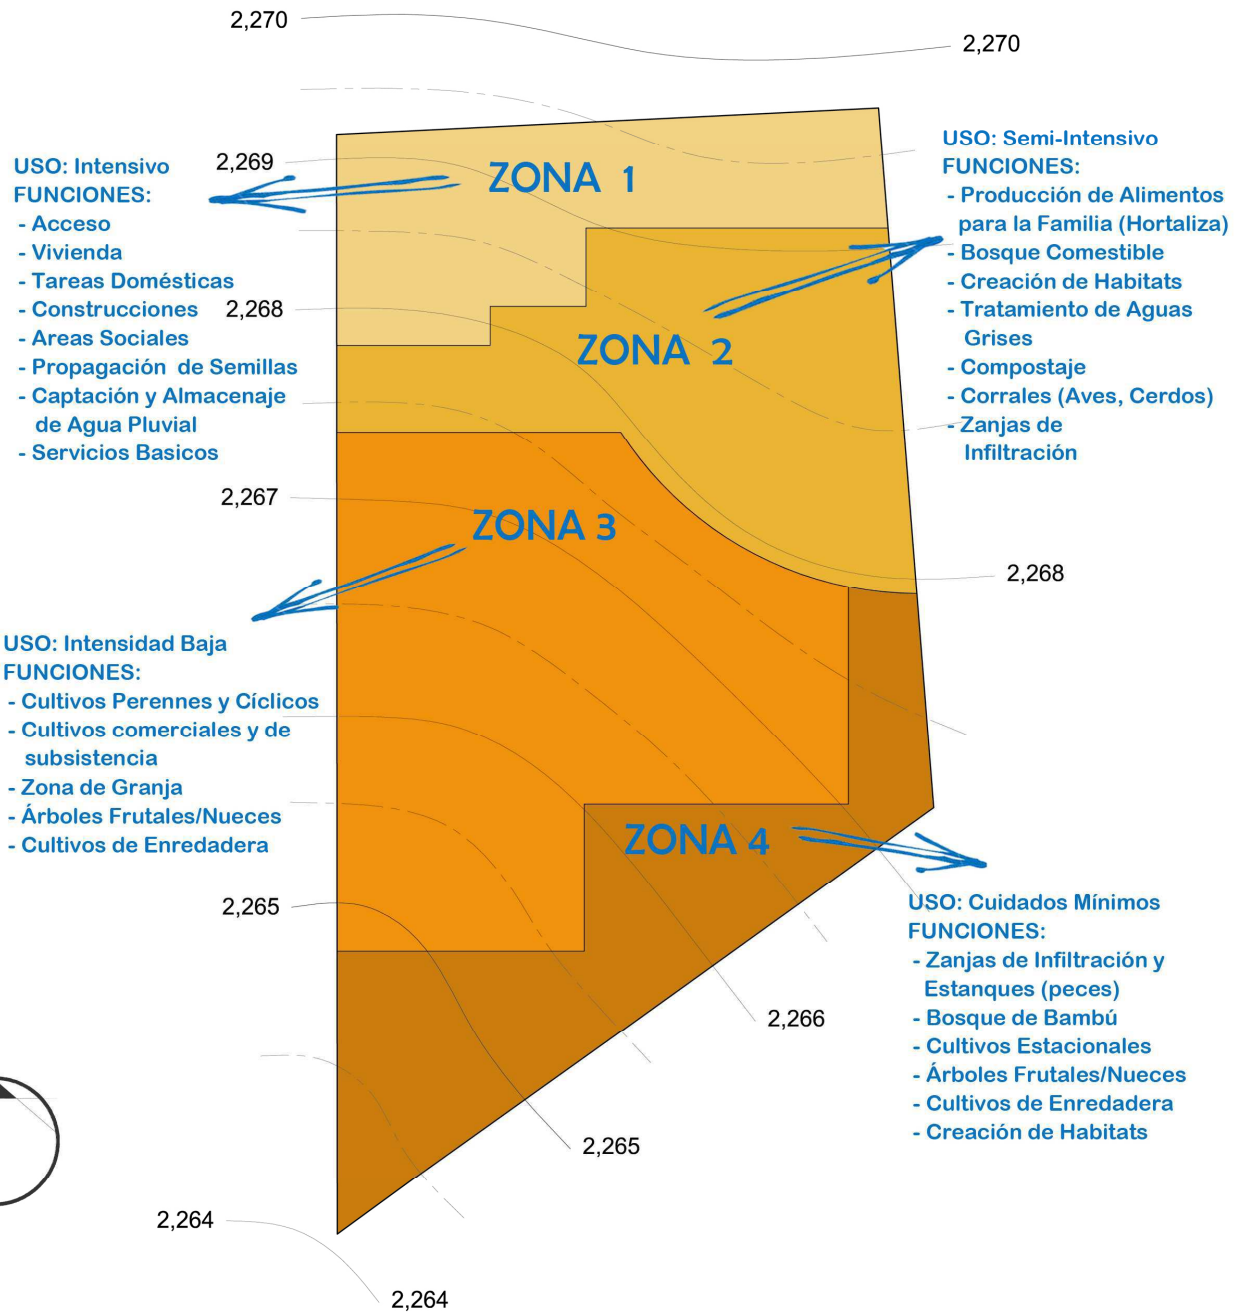 2,270
2,270
USO: Intensivo
FUNCIONES:
- Acceso
- Vivienda
- Tareas Domésticas
- Construcciones
- Areas Sociales
- Propagación de Semillas
- Captación y Almacenaje
de Agua Pluvial
- Servicios Basicos
2,269
ZONA 1
USO: Semi-Intensivo
FUNCIONES:
- Producción de Alimentos
para la Familia (Hortaliza)
- Bosque Comestible
- Creación de Habitats
- Tratamiento de Aguas
Grises
- Compostaje
- Corrales (Aves, Cerdos)
- Zanjas de
Infiltración
2,268
ZONA 2
2,267
ZONA 3
2,268
USO: Intensidad Baja
FUNCIONES:
- Cultivos Perennes y Cíclicos
- Cultivos comerciales y de
subsistencia
- Zona de Granja
- Árboles Frutales/Nueces
- Cultivos de Enredadera
ZONA 4
2,265
USO: Cuidados Mínimos
FUNCIONES:
- Zanjas de Infiltración y
Estanques (peces)
- Bosque de Bambú
- Cultivos Estacionales
- Árboles Frutales/Nueces
- Cultivos de Enredadera
- Creación de Habitats
2,266
2,265
2,264
2,264